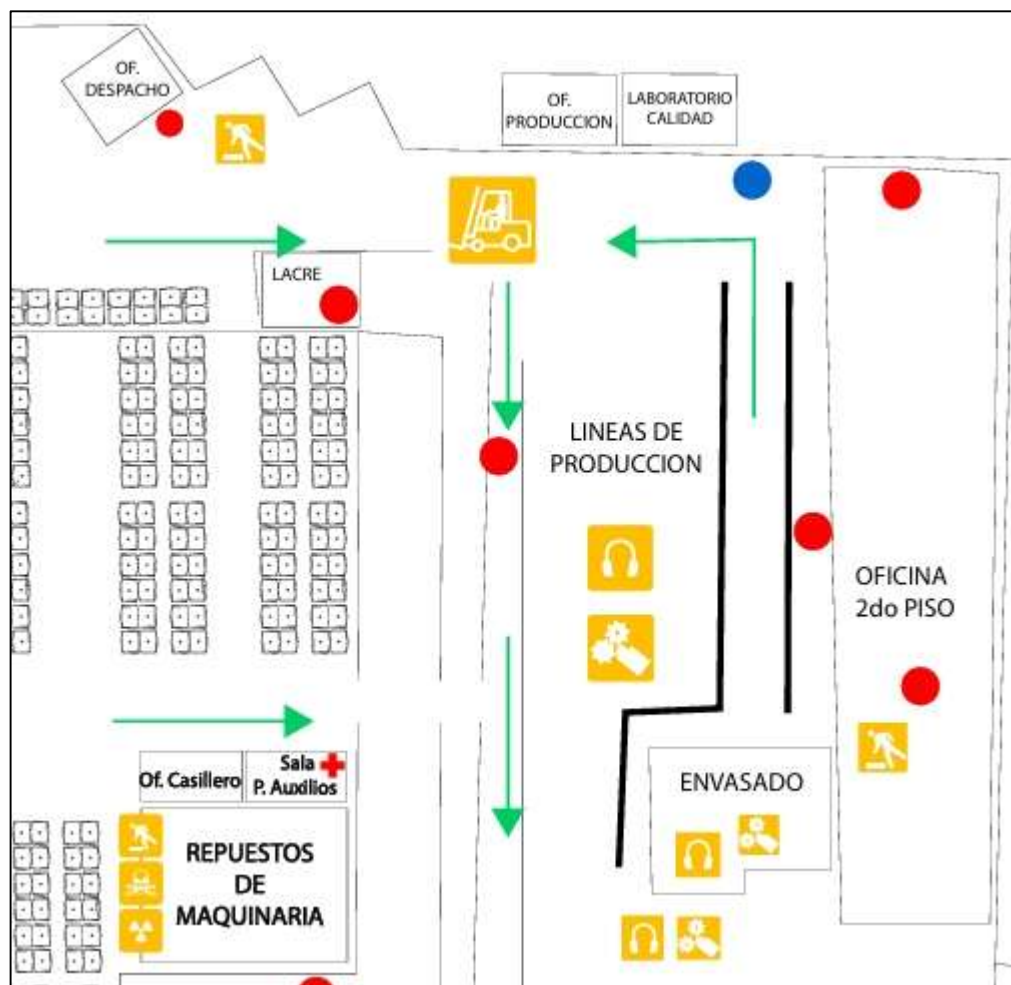 OF.
DESPACHO
OF.
PRODUCCION
LABORATORIO
CALIDAD
LACRE
LINEAS DE
PRODUCCION
OFICINA
2do PISO
Of. Casillero
Sala
P. Auxilios
ENVASADO
REPUESTOS
DE
MAQUINARIA